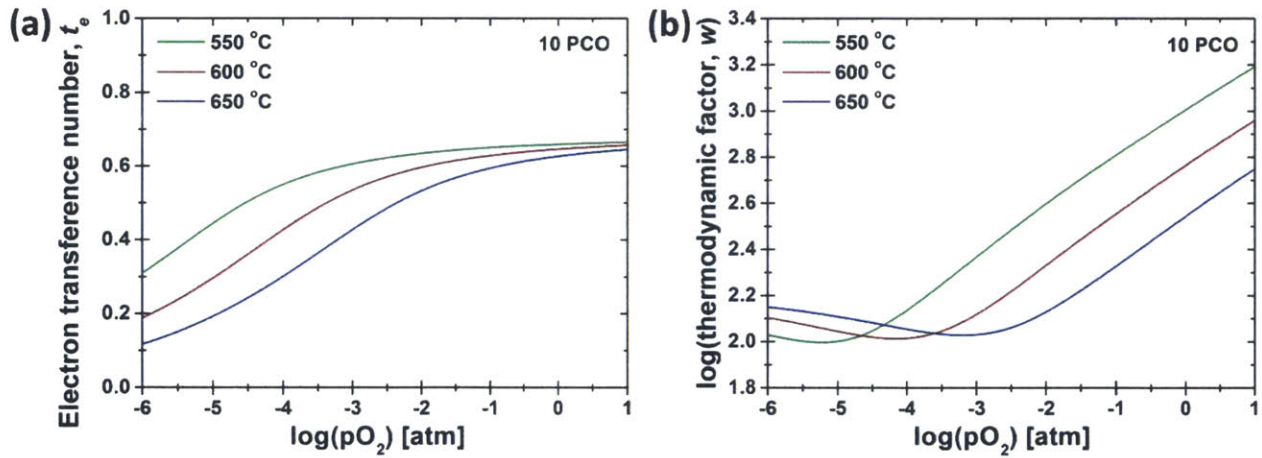 (a)
Electron transference number, tₑ
1.0
0.8
0.6
0.4
0.2
0.0
550 °C
600 °C
650 °C
10 PCO
-6 -5 -4 -3 -2 -1 0 1
log(pO₂) [atm]
(b)
log(thermodynamic factor, w)
3.4
3.2
3.0
2.8
2.6
2.4
2.2
2.0
1.8
550 °C
600 °C
650 °C
10 PCO
-6 -5 -4 -3 -2 -1 0 1
log(pO₂) [atm]